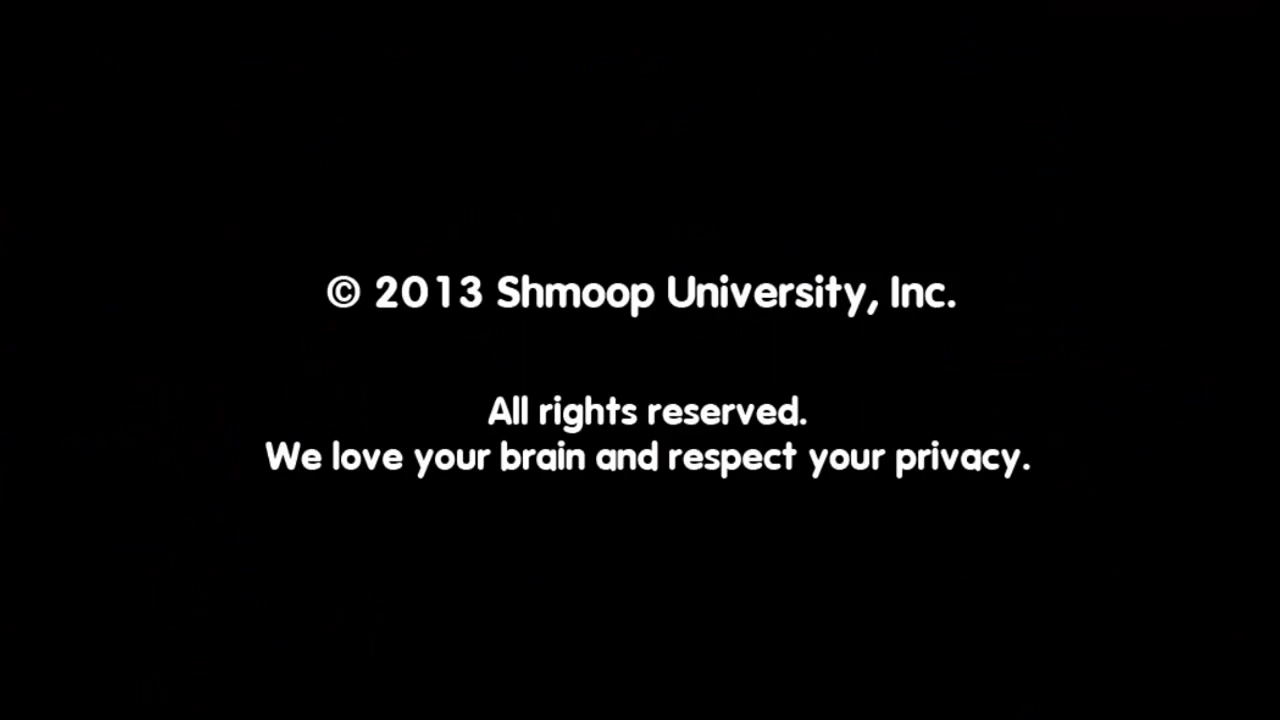 © 2013 Shmoop University, Inc.
All rights reserved.
We love your brain and respect your privacy.